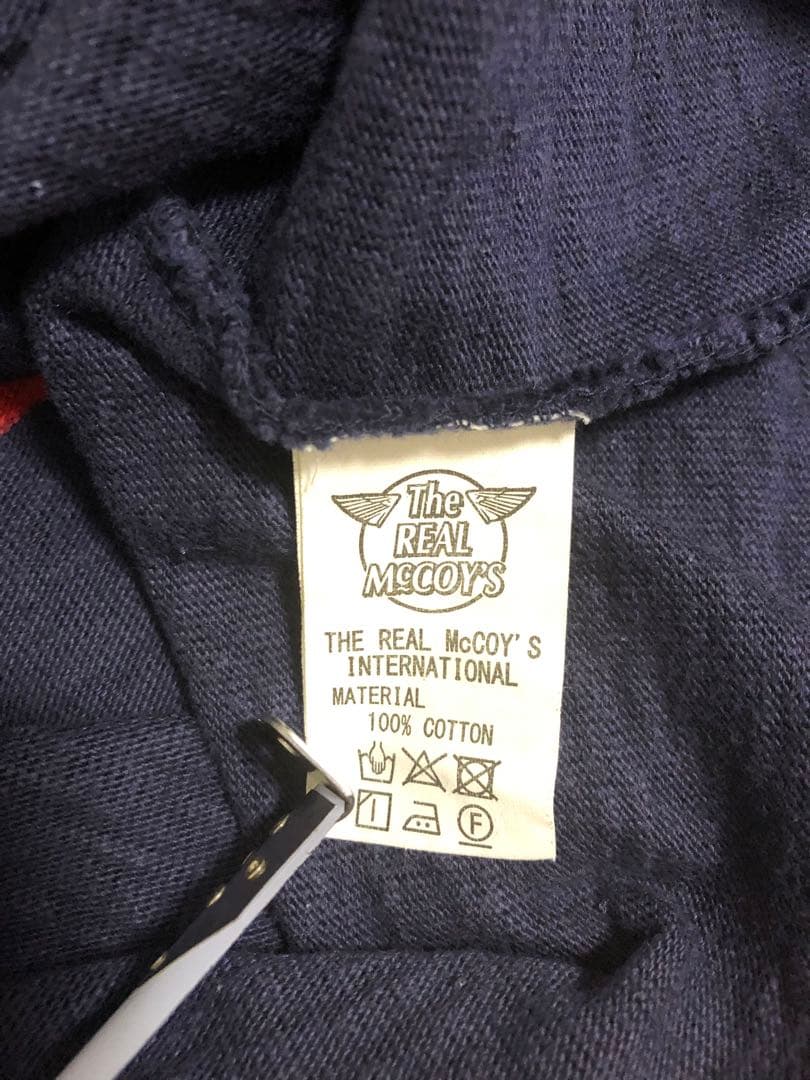 The
REAL
McCOY'S
THE REAL McCOY'S
INTERNATIONAL
MATERIAL
100% COTTON
F